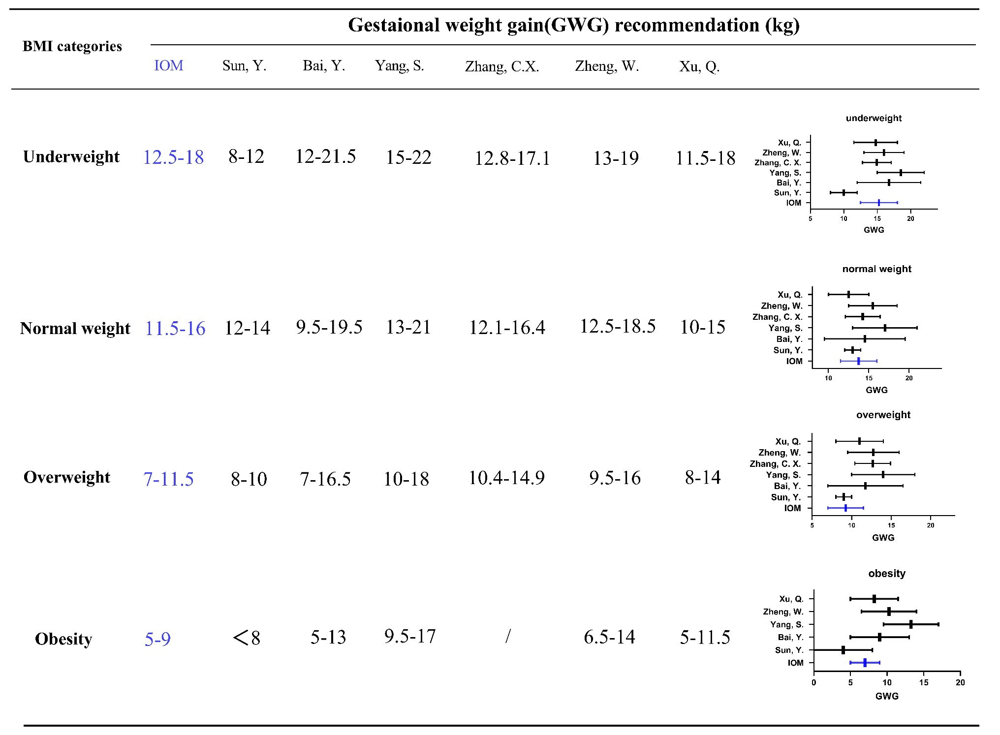 Gestaional weight gain(GWG) recommendation (kg)
BMI categories
IOM Sun, Y. Bai, Y. Yang, S. Zhang, C.X. Zheng, W. Xu, Q.
Underweight 12.5-18 8-12 12-21.5 15-22 12.8-17.1 13-19 11.5-18
underweight
Xu, Q.
Zheng, W.
Zhang, C. X.
Yang, S.
Bai, Y.
Sun, Y.
IOM
5 10 15 20
GWG
Normal weight 11.5-16 12-14 9.5-19.5 13-21 12.1-16.4 12.5-18.5 10-15
normal weight
Xu, Q.
Zheng, W.
Zhang, C. X.
Yang, S.
Bai, Y.
Sun, Y.
IOM
10 15 20
GWG
Overweight 7-11.5 8-10 7-16.5 10-18 10.4-14.9 9.5-16 8-14
overweight
Xu, Q.
Zheng, W.
Zhang, C. X.
Yang, S.
Bai, Y.
Sun, Y.
IOM
5 10 15 20
GWG
Obesity 5-9 ＜8 5-13 9.5-17 / 6.5-14 5-11.5
obesity
Xu, Q.
Zheng, W.
Yang, S.
Bai, Y.
Sun, Y.
IOM
0 5 10 15 20
GWG